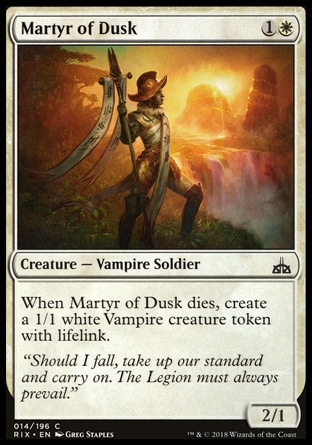 Martyr of Dusk 1
Creature — Vampire Soldier
When Martyr of Dusk dies, create
a 1/1 white Vampire creature token
with lifelink.
“Should I fall, take up our standard
and carry on. The Legion must always
prevail.”
2/1
014/196 C
RIX • EN GREG STAPLES
™ & © 2018 Wizards of the Coast